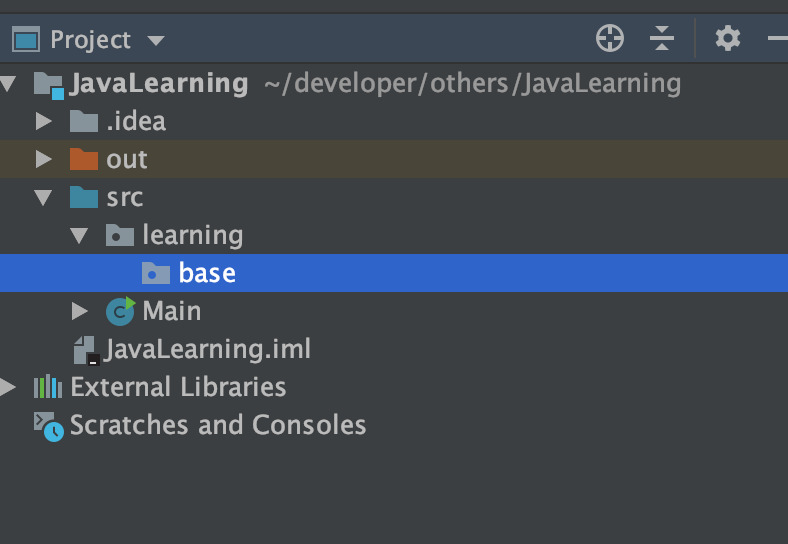 Project
JavaLearning ~/developer/others/JavaLearning
.idea
out
src
learning
base
Main
JavaLearning.iml
External Libraries
Scratches and Consoles